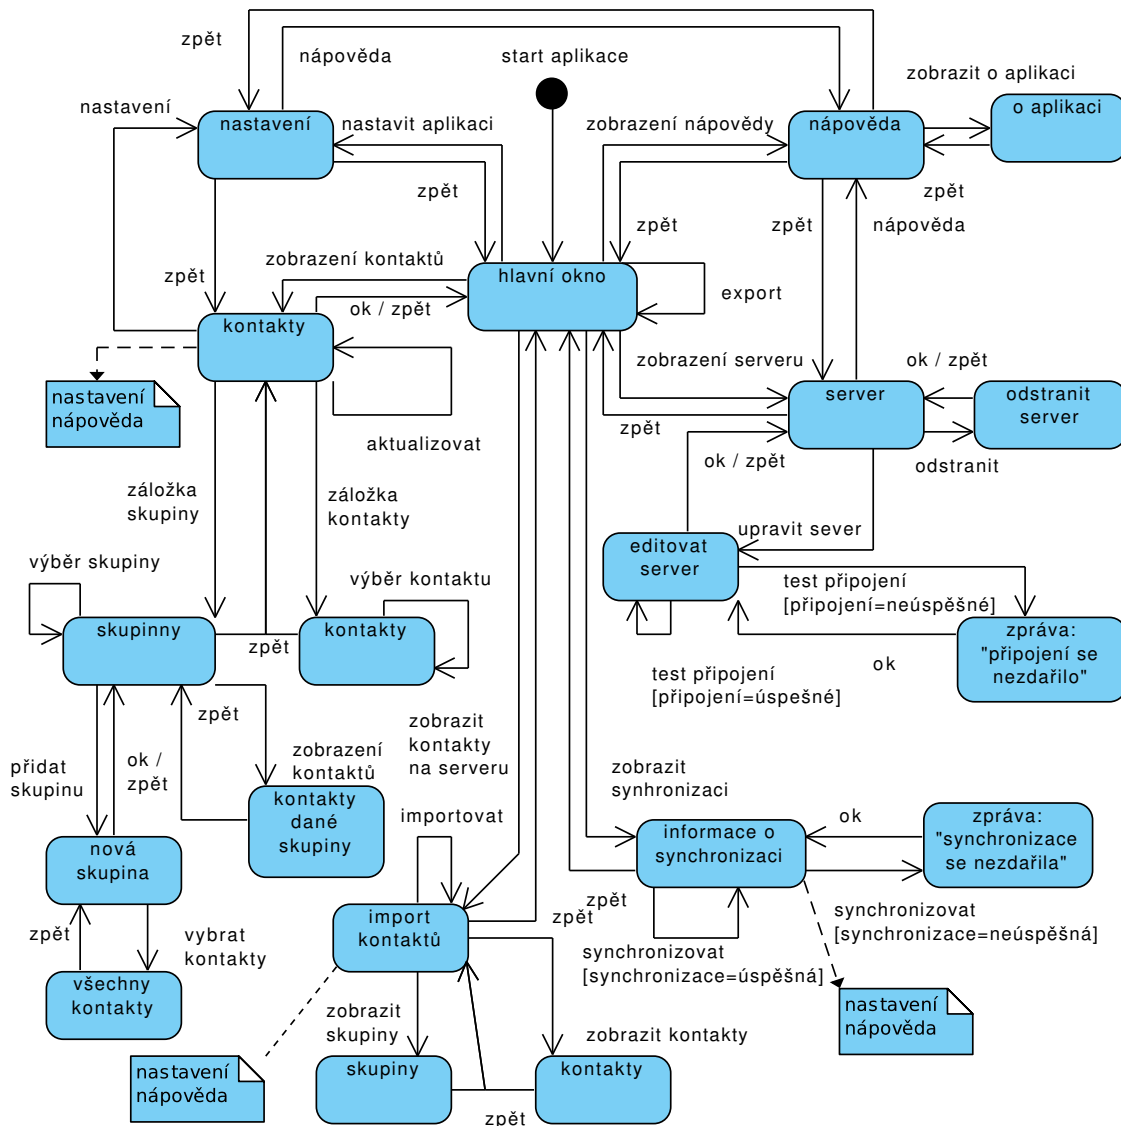 zpět
nápověda
start aplikace
zobrazit o aplikaci
nastavení
nastavení
nastavit aplikaci
zobrazení nápovědy
nápověda
o aplikaci
zpět
zpět
zpět
zpět
nápověda
zpět
zobrazení kontaktů
hlavní okno
export
ok / zpět
kontakty
zobrazení serveru
ok / zpět
nastavení
nápověda
server
odstranit
server
zpět
aktualizovat
ok / zpět
odstranit
záložka
skupiny
záložka
kontakty
upravit sever
editovat
server
výběr skupiny
výběr kontaktu
test připojení
[připojení=neúspěšné]
skupinny
zpět
kontakty
zpráva:
"připojení se
nezdařilo"
ok
test připojení
[připojení=úspešné]
zpět
zobrazit
kontakty
na serveru
přidat
skupinu
ok /
zpět
zobrazení
kontaktů
zobrazit
synhronizaci
kontakty
dané
skupiny
importovat
informace o
synchronizaci
ok
zpráva:
"synchronizace
se nezdařila"
nová
skupina
import
kontaktů
zpět
zpět
zpět
vybrat
kontakty
synchronizovat
[synchronizace=úspěšná]
synchronizovat
[synchronizace=neúspěšná]
všechny
kontakty
nastavení
nápověda
zobrazit
skupiny
zobrazit kontakty
nastavení
nápověda
skupiny
kontakty
zpět